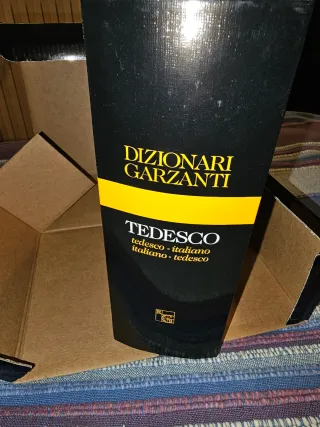 DIZIONARI
GARZANTI
TEDESCO
tedesco • italiano
italiano • tedesco